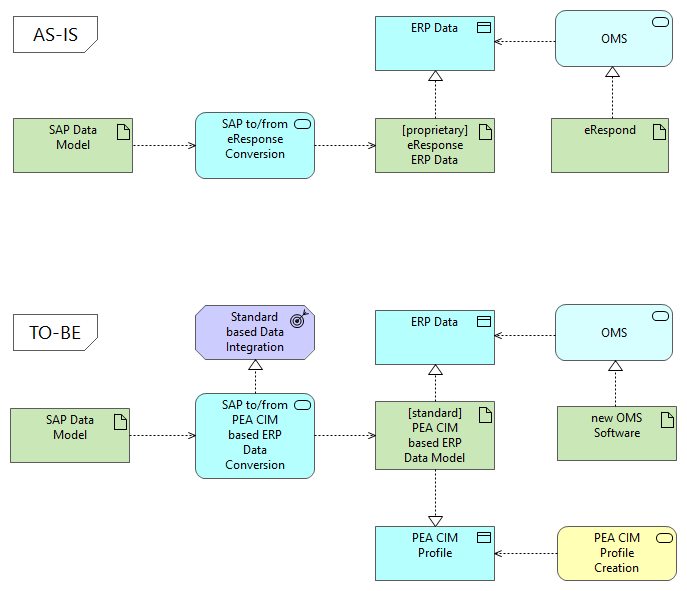 AS-IS
ERP Data
OMS
SAP Data
Model
SAP to/from
eResponse
Conversion
[proprietary]
eResponse
ERP Data
eRespond
TO-BE
Standard
based Data
Integration
ERP Data
OMS
SAP Data
Model
SAP to/from
PEA CIM
based ERP
Data
Conversion
[standard]
PEA CIM
based ERP
Data Model
new OMS
Software
PEA CIM
Profile
PEA CIM
Profile
Creation